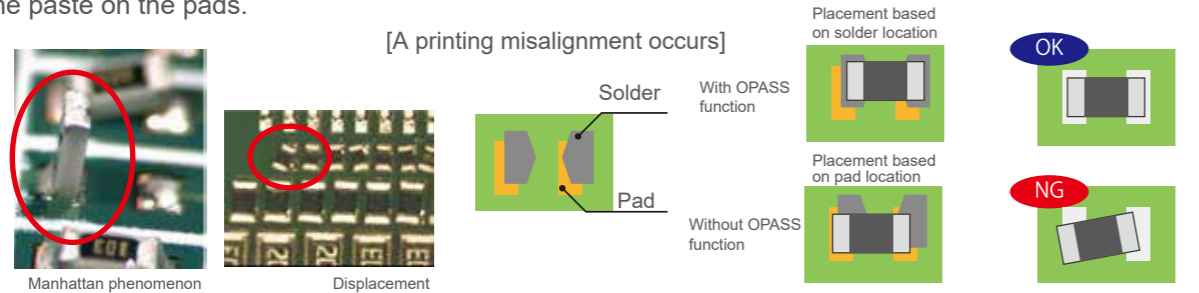 he paste on the pads.
[A printing misalignment occurs]
Manhattan phenomenon
Displacement
Solder
Pad
With OPASS
function
Without OPASS
function
Placement based
on solder location
Placement based
on pad location
OK
NG